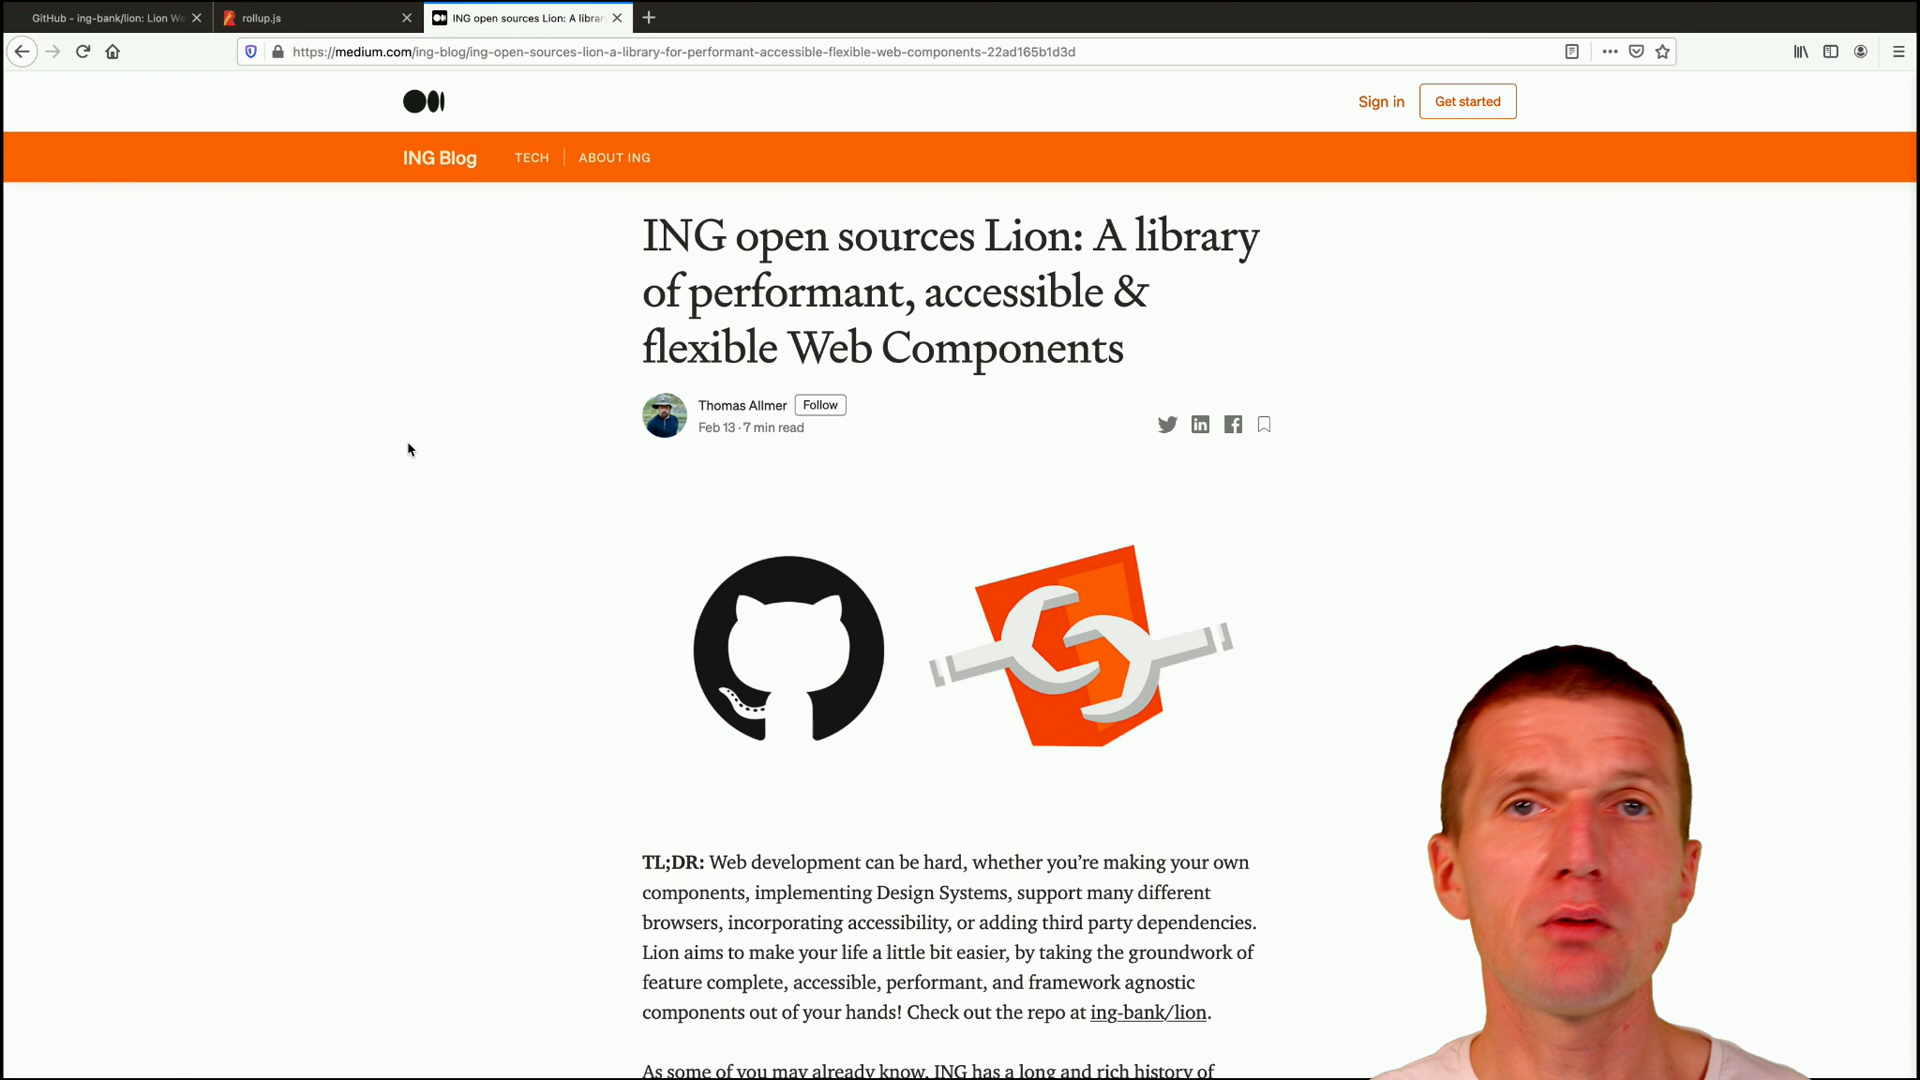 GitHub - ing-bank/lion: Lion We
rollup.js
ING open sources Lion: A librar
https://medium.com/ing-blog/ing-open-sources-lion-a-library-for-performant-accessible-flexible-web-components-22ad165b1d3d
Sign in
Get started
ING Blog
TECH
ABOUT ING
ING open sources Lion: A library
of performant, accessible &
flexible Web Components
Thomas Allmer
Follow
Feb 13 · 7 min read
TL;DR: Web development can be hard, whether you’re making your own
components, implementing Design Systems, support many different
browsers, incorporating accessibility, or adding third party dependencies.
Lion aims to make your life a little bit easier, by taking the groundwork of
feature complete, accessible, performant, and framework agnostic
components out of your hands! Check out the repo at ing-bank/lion.
As some of you may already know, ING has a long and rich history of